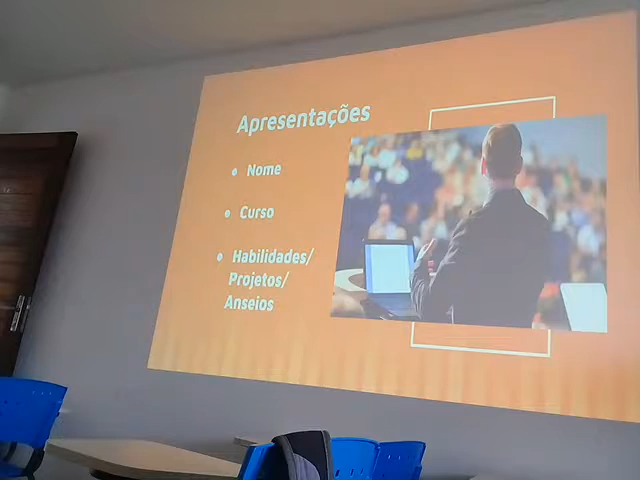 Apresentações
Nome
Curso
Habilidades/
Projetos/
Anseios